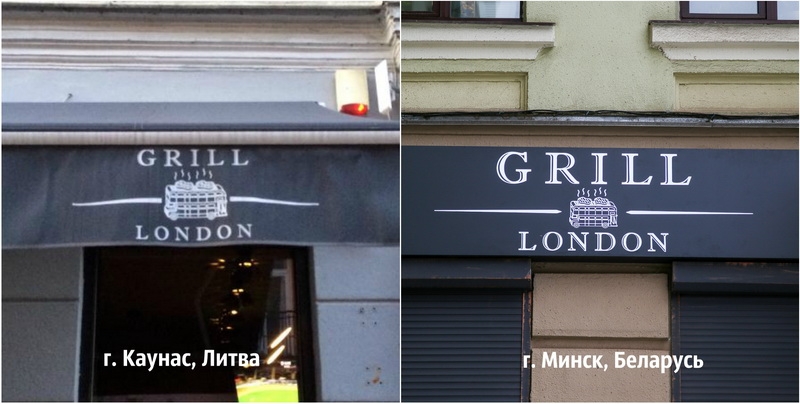 GRILL
LONDON
г. Каунас, Литва
GRILL
LONDON
г. Минск, Беларусь